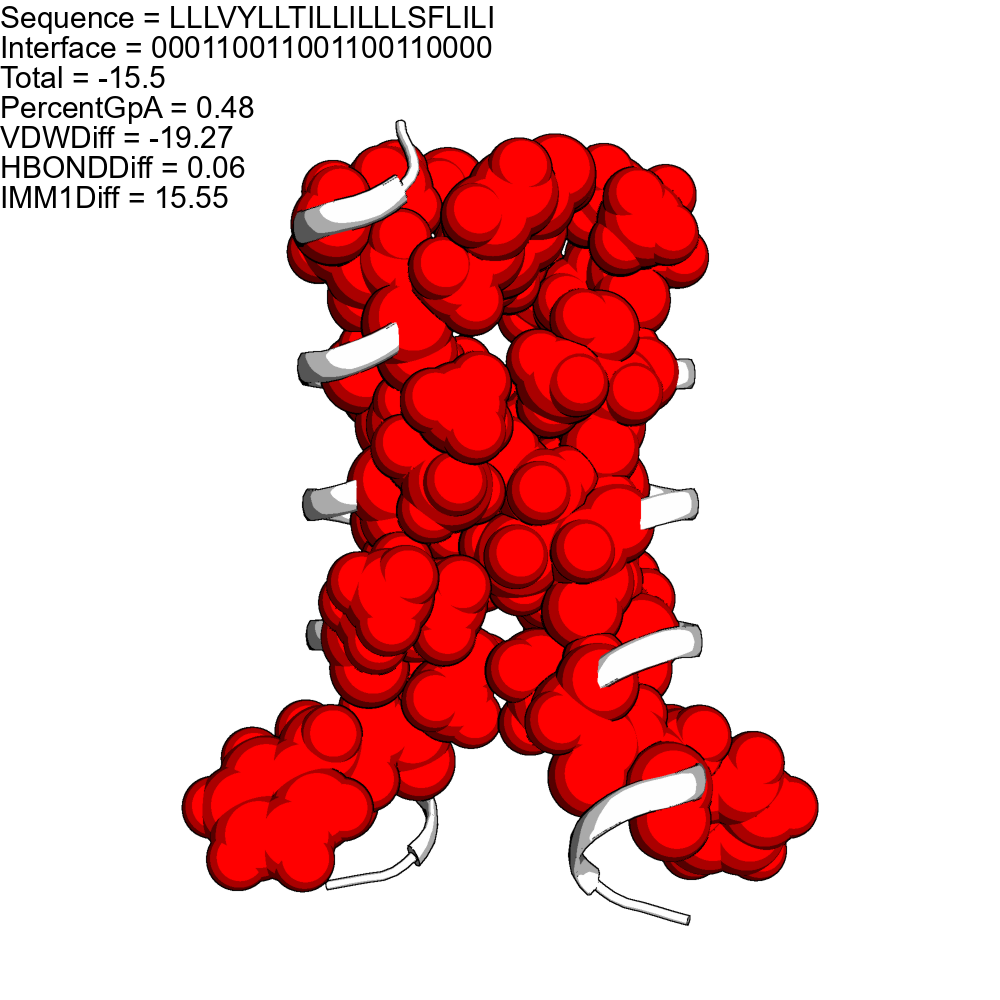 Sequence = LLLVYLLTILLILLLSFLILI
Interface = 000110011001100110000
Total = -15.5
PercentGpA = 0.48
VDWDiff = -19.27
HBONDDiff = 0.06
IMM1Diff = 15.55